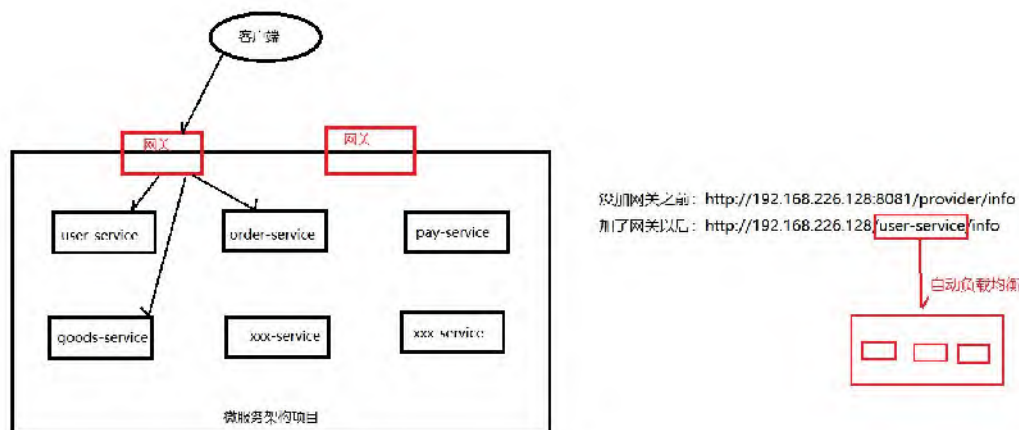 客户端
网关
网关
user-service
order-service
pay-service
goods-service
xxx-service
xxx-service
微服务架构项目
没加网关之前：http://192.168.226.128:8081/provider/info
加了网关以后：http://192.168.226.128/user-service/info
自动负载均衡